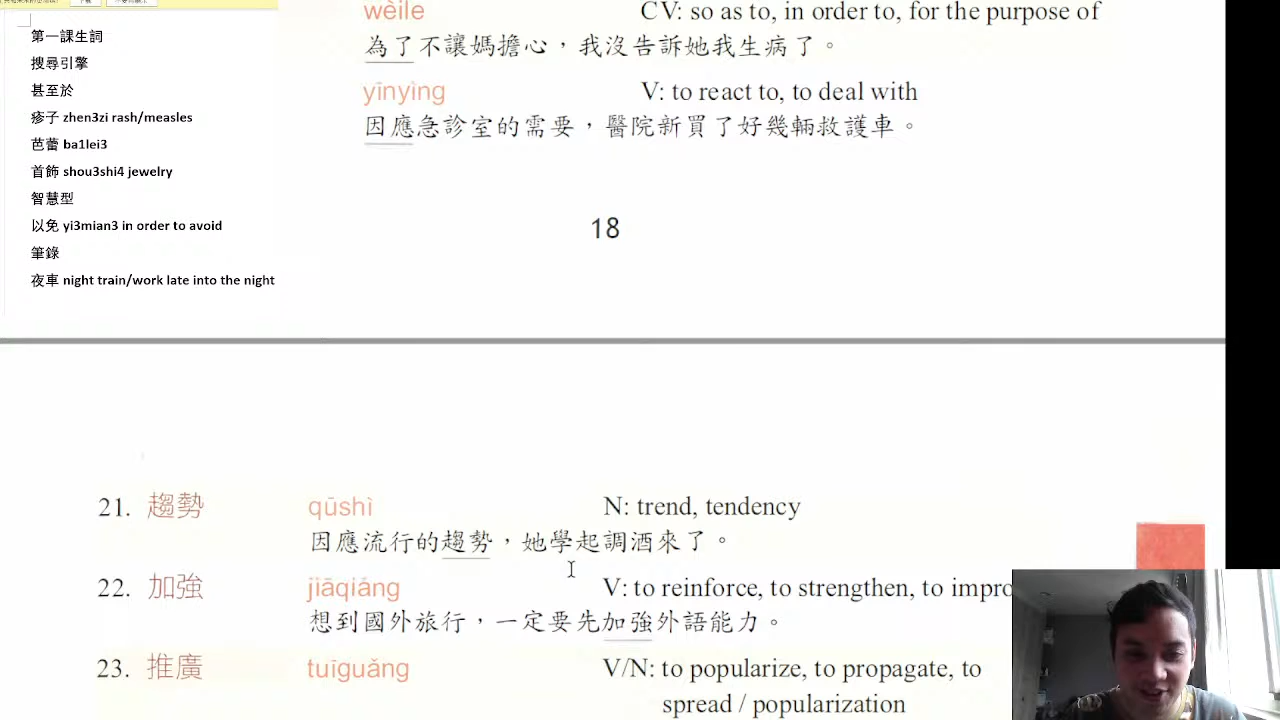 第一課生詞
搜尋引擎
甚至於
疹子 zhen3zi rash/measles
芭蕾 ba1lei3
首飾 shou3shi4 jewelry
智慧型
以免 yi3mian3 in order to avoid
筆錄
夜車 night train/work late into the night
wèile CV: so as to, in order to, for the purpose of
為了不讓媽擔心，我沒告訴她我生病了。
yīnyìng V: to react to, to deal with
因應急診室的需要，醫院新買了好幾輛救護車。
18
21. 趨勢 qūshì N: trend, tendency
因應流行的趨勢，她學起調酒來了。
22. 加強 jiāqiáng V: to reinforce, to strengthen, to impro
想到國外旅行，一定要先加強外語能力。
23. 推廣 tuīguǎng V/N: to popularize, to propagate, to
spread / popularization